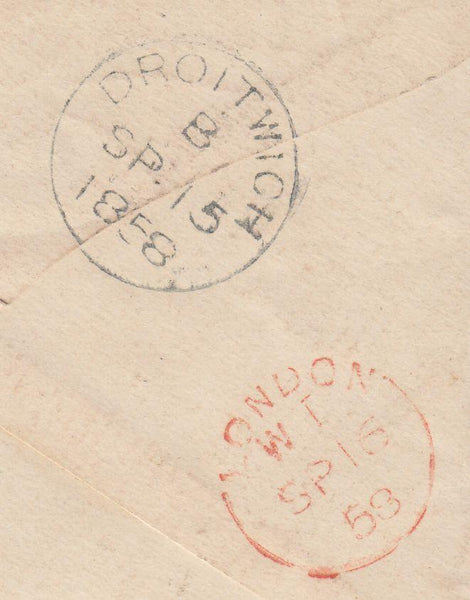 DROITWICH
B
SP. 15
1858
LONDON
W T
SP 16
58